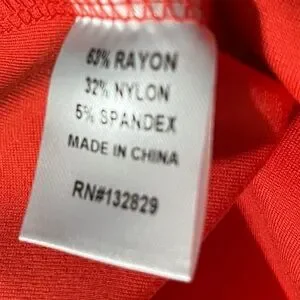 63% RAYON
32% NYLON
5% SPANDEX
MADE IN CHINA
RN#132829